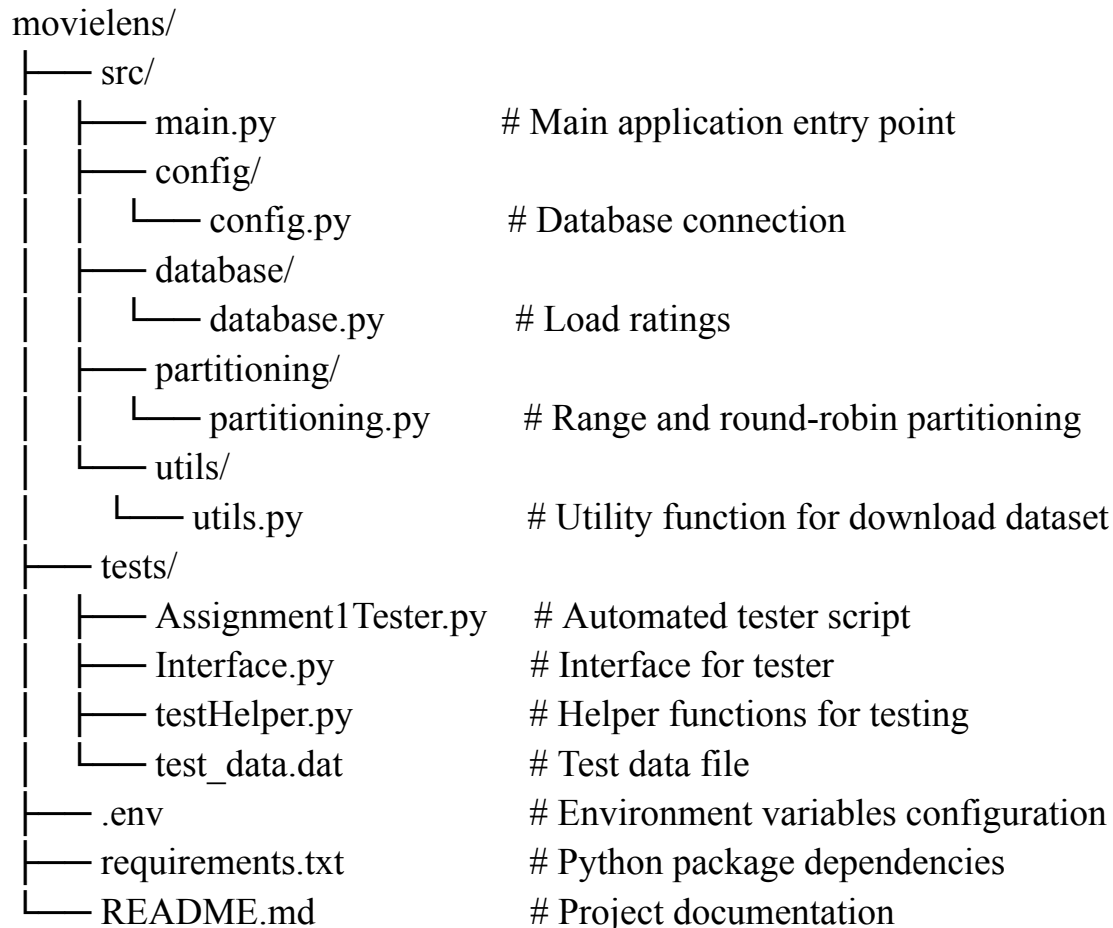 movielens/
├── src/
│   ├── main.py                # Main application entry point
│   ├── config/
│   │   └── config.py          # Database connection
│   ├── database/
│   │   └── database.py        # Load ratings
│   ├── partitioning/
│   │   └── partitioning.py    # Range and round-robin partitioning
│   └── utils/
│       └── utils.py           # Utility function for download dataset
├── tests/
│   ├── Assignment1Tester.py   # Automated tester script
│   ├── Interface.py           # Interface for tester
│   ├── testHelper.py          # Helper functions for testing
│   └── test_data.dat          # Test data file
├── .env                       # Environment variables configuration
├── requirements.txt           # Python package dependencies
└── README.md                  # Project documentation